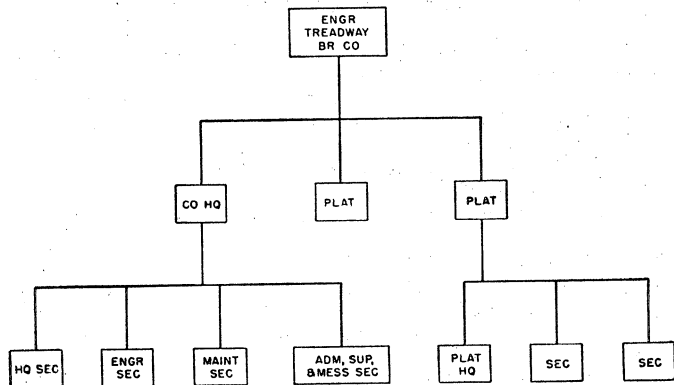 ENGR
TREADWAY
BR CO
CO HQ
PLAT
PLAT
HQ SEC
ENGR
SEC
MAINT
SEC
ADM, SUP,
& MESS SEC
PLAT
HQ
SEC
SEC